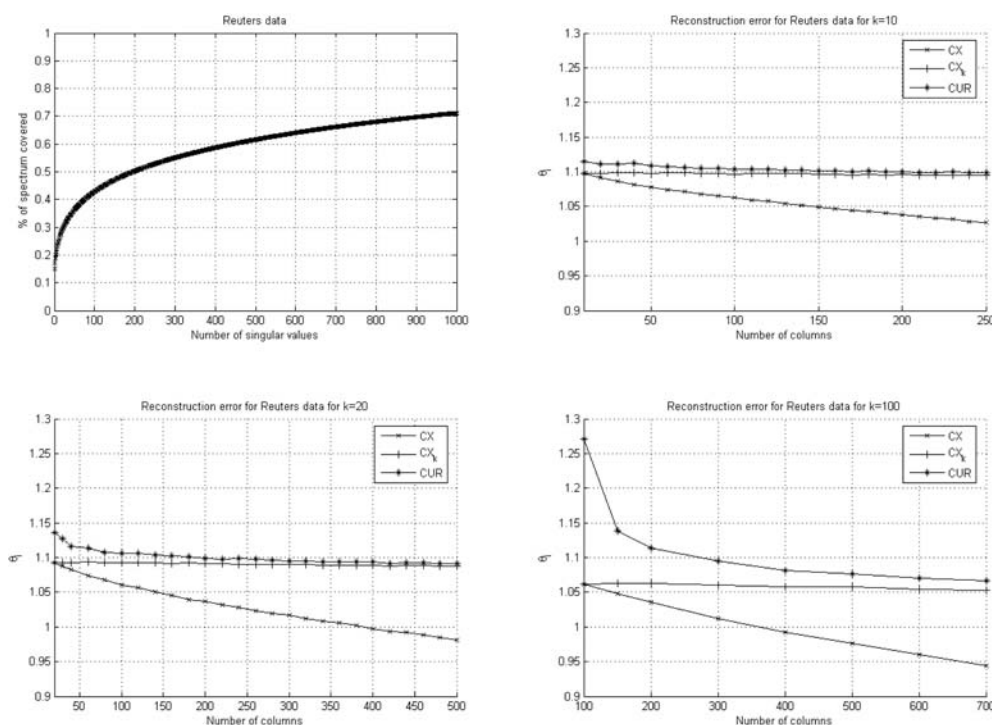 Reuters data
% of spectrum covered
1
0.9
0.8
0.7
0.6
0.5
0.4
0.3
0.2
0.1
0
0 100 200 300 400 500 600 700 800 900 1000
Number of singular values
Reconstruction error for Reuters data for k=10
θ
1.3
1.25
1.2
1.15
1.1
1.05
1
0.95
0.9
CX
CXk
CUR
50 100 150 200 250
Number of columns
Reconstruction error for Reuters data for k=20
θ
1.3
1.25
1.2
1.15
1.1
1.05
1
0.95
0.9
CX
CXk
CUR
50 100 150 200 250 300 350 400 450 500
Number of columns
Reconstruction error for Reuters data for k=100
θ
1.3
1.25
1.2
1.15
1.1
1.05
1
0.95
0.9
CX
CXk
CUR
100 200 300 400 500 600 700
Number of columns